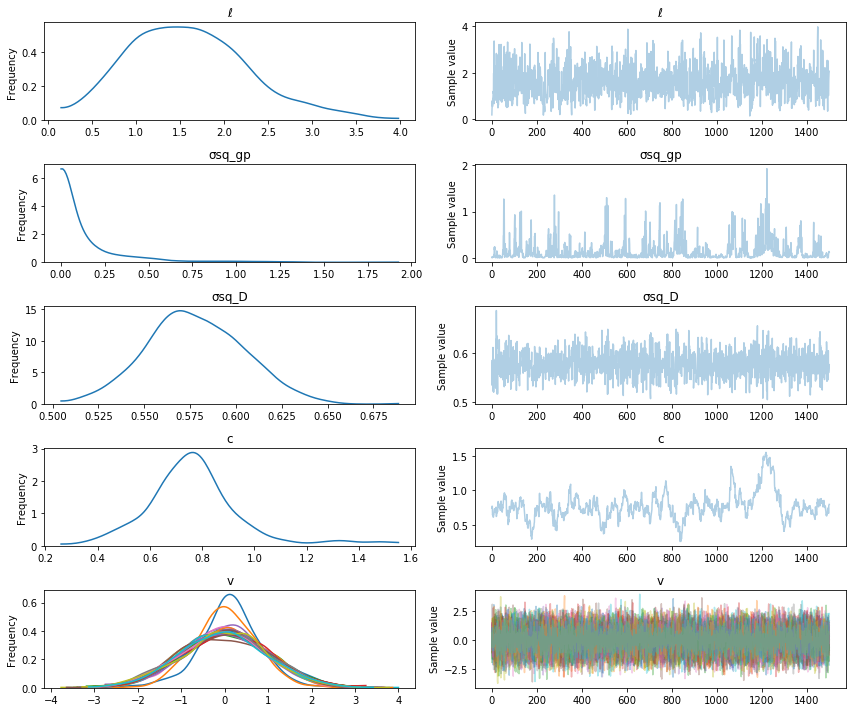 ℓ
Frequency
0.4
0.2
0.0
0.0 0.5 1.0 1.5 2.0 2.5 3.0 3.5 4.0
ℓ
Sample value
4
2
0
0 200 400 600 800 1000 1200 1400
σsq_gp
Frequency
6
4
2
0
0.00 0.25 0.50 0.75 1.00 1.25 1.50 1.75 2.00
σsq_gp
Sample value
2
1
0
0 200 400 600 800 1000 1200 1400
σsq_D
Frequency
15
10
5
0
0.500 0.525 0.550 0.575 0.600 0.625 0.650 0.675
σsq_D
Sample value
0.6
0.5
0 200 400 600 800 1000 1200 1400
c
Frequency
3
2
1
0
0.2 0.4 0.6 0.8 1.0 1.2 1.4 1.6
c
Sample value
1.5
1.0
0.5
0 200 400 600 800 1000 1200 1400
v
Frequency
0.6
0.4
0.2
0.0
−4 −3 −2 −1 0 1 2 3 4
v
Sample value
2.5
0.0
−2.5
0 200 400 600 800 1000 1200 1400